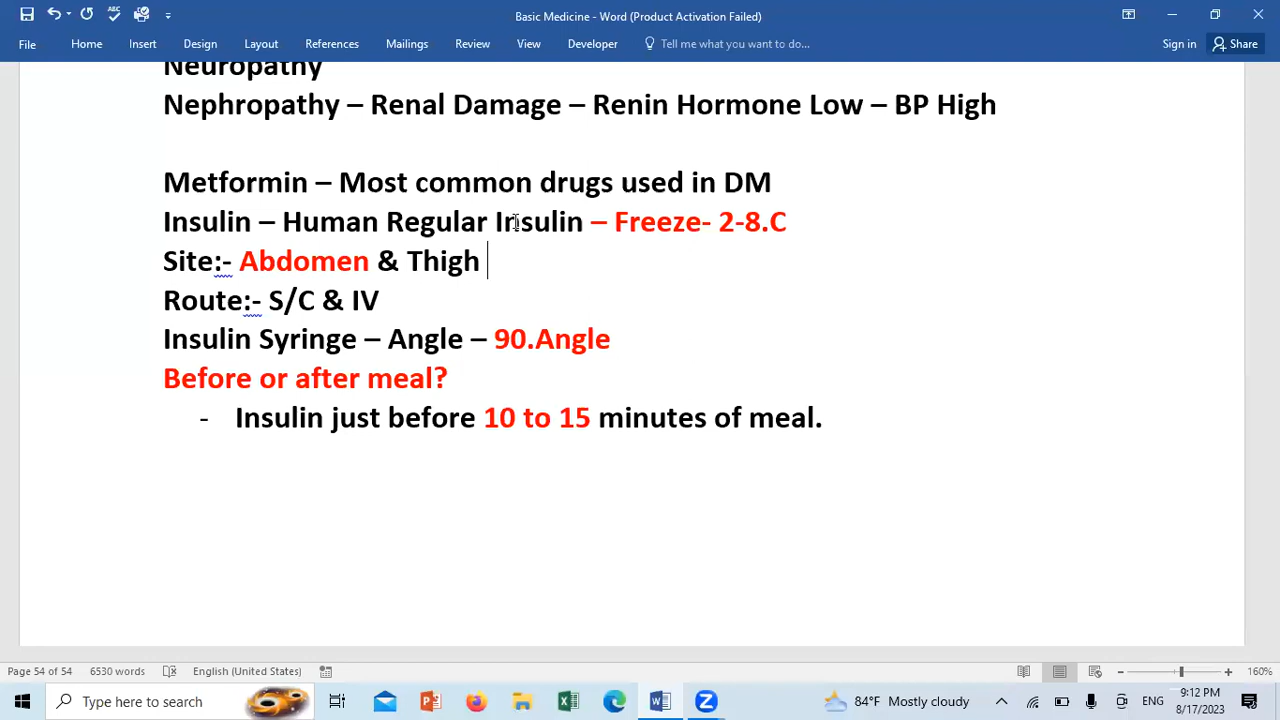 Basic Medicine - Word (Product Activation Failed)
File Home Insert Design Layout References Mailings Review View Developer Tell me what you want to do... Sign in Share
Neuropathy
Nephropathy – Renal Damage – Renin Hormone Low – BP High
Metformin – Most common drugs used in DM
Insulin – Human Regular Insulin – Freeze- 2-8.C
Site:- Abdomen & Thigh
Route:- S/C & IV
Insulin Syringe – Angle – 90.Angle
Before or after meal?
- Insulin just before 10 to 15 minutes of meal.
Page 54 of 54 6530 words English (United States) 160%
Type here to search 84°F Mostly cloudy ENG 9:12 PM
8/17/2023